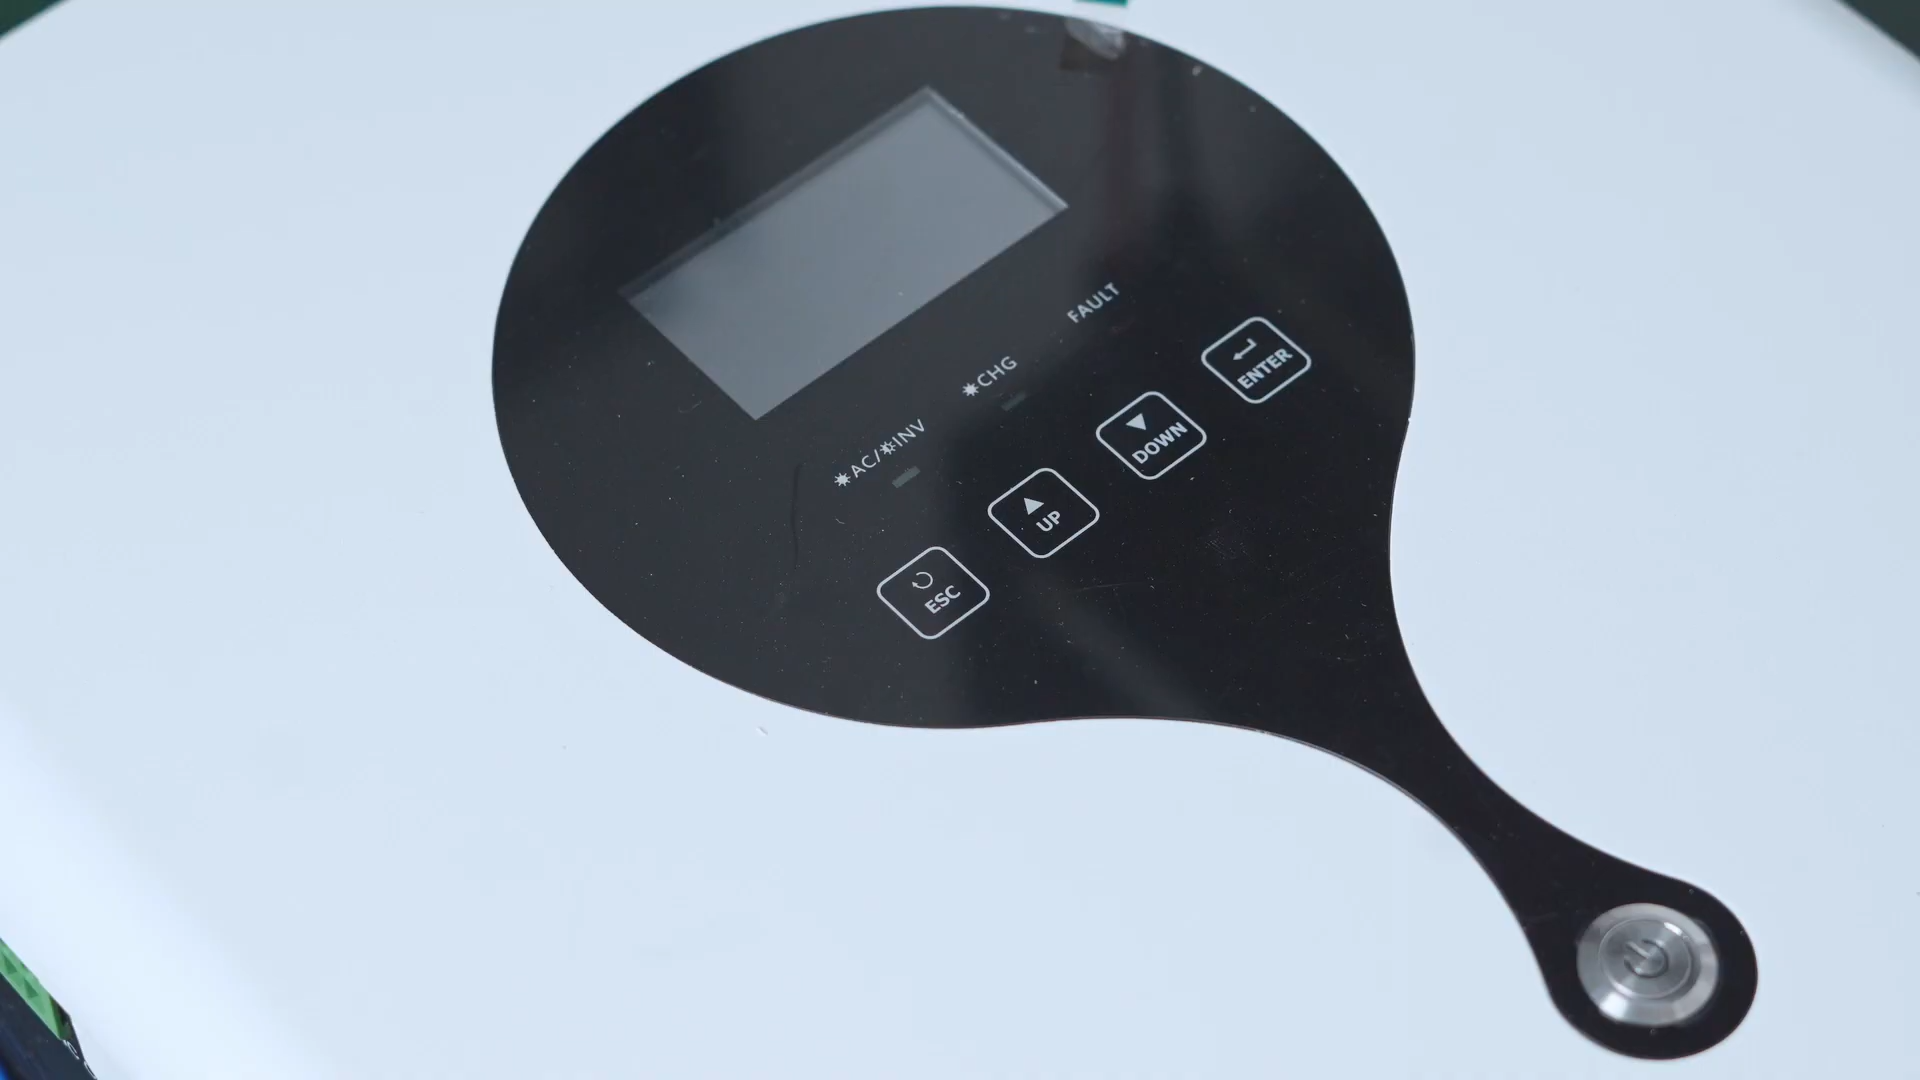 ☀AC/☀INV
☀CHG
FAULT
ESC
UP
DOWN
ENTER